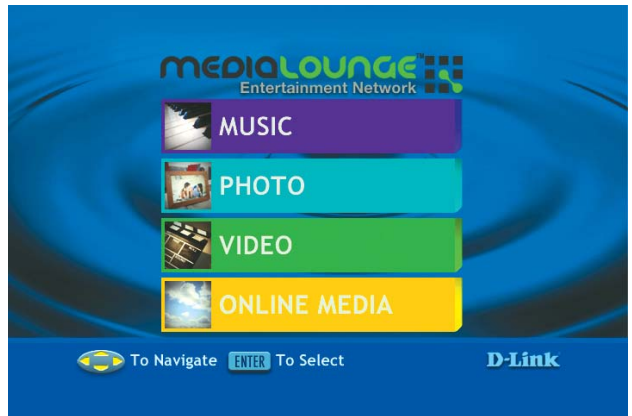 MEDIALOUNGE™
Entertainment Network
MUSIC
PHOTO
VIDEO
ONLINE MEDIA
To Navigate ENTER To Select
D-Link